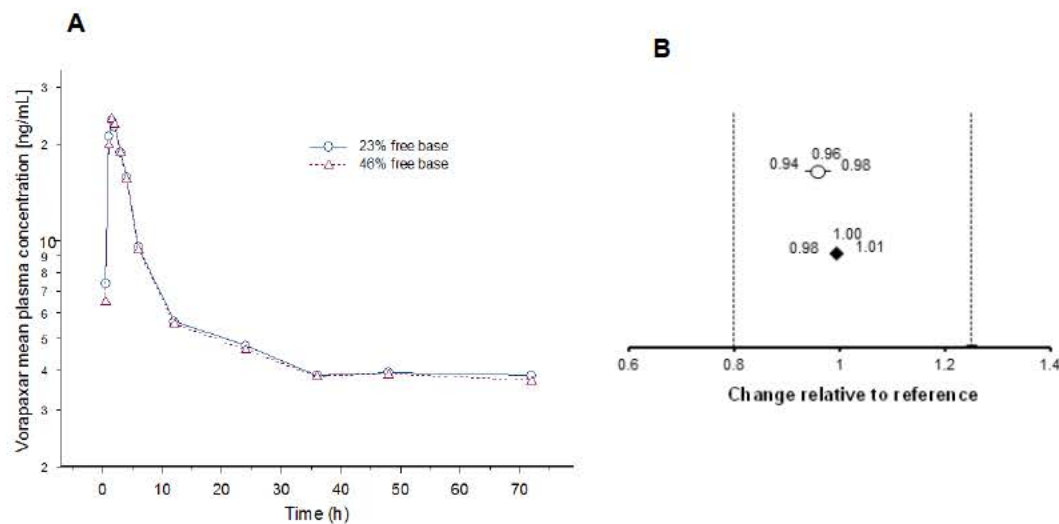 A
B
Vorapaxar mean plasma concentration [ng/mL]
3
2
10
9
8
7
6
5
4
3
2
0 10 20 30 40 50 60 70
Time (h)
23% free base
46% free base
0.94 0.96 0.98
0.98 1.00 1.01
0.6 0.8 1 1.2 1.4
Change relative to reference